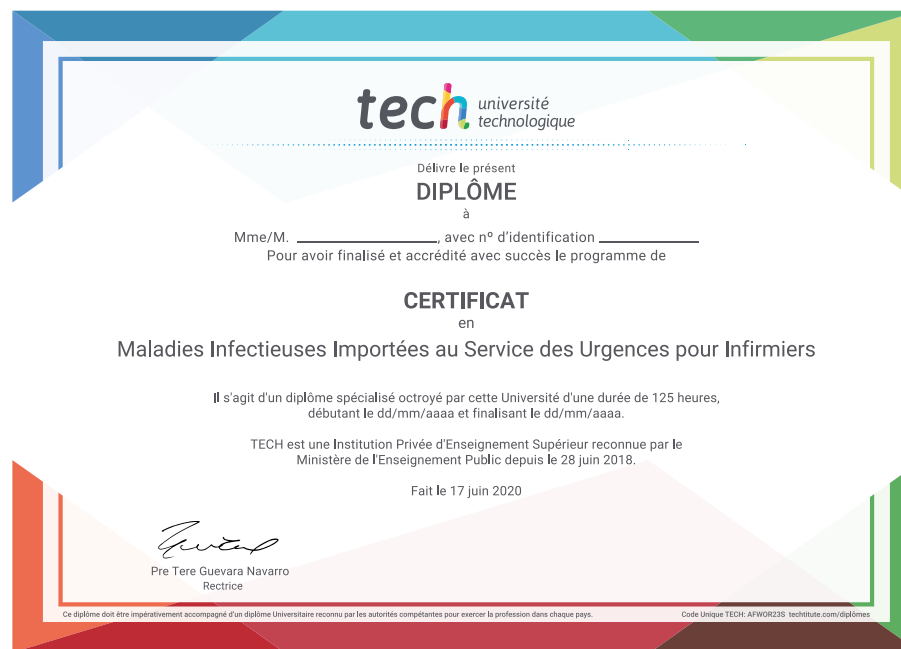 tech université
technologique
Délivre le présent
DIPLÔME
à
Mme/M. ____________, avec nº d'identification ____________
Pour avoir finalisé et accrédité avec succès le programme de
CERTIFICAT
en
Maladies Infectieuses Importées au Service des Urgences pour Infirmiers
Il s'agit d'un diplôme spécialisé octroyé par cette Université d'une durée de 125 heures,
débutant le dd/mm/aaaa et finalisant le dd/mm/aaaa.
TECH est une Institution Privée d'Enseignement Supérieur reconnue par le
Ministère de l'Enseignement Public depuis le 28 juin 2018.
Fait le 17 juin 2020
Pre Tere Guevara Navarro
Rectrice
Ce diplôme doit être impérativement accompagné d'un diplôme Universitaire reconnu par les autorités compétentes pour exercer la profession dans chaque pays. Code Unique TECH: AFWOR23S techtitute.com/diplômes